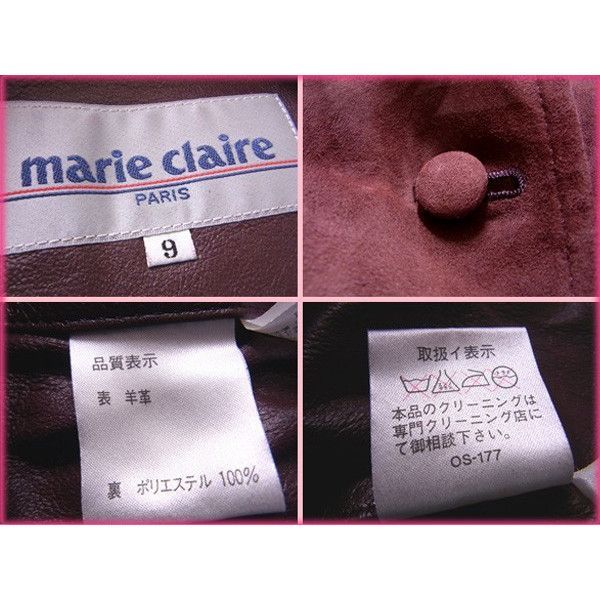 marie claire
PARIS
9
品質表示
表 羊革
裏 ポリエステル 100%
取扱イ表示
本品のクリーニングは
専門クリーニング店に
て御相談下さい。
OS-177